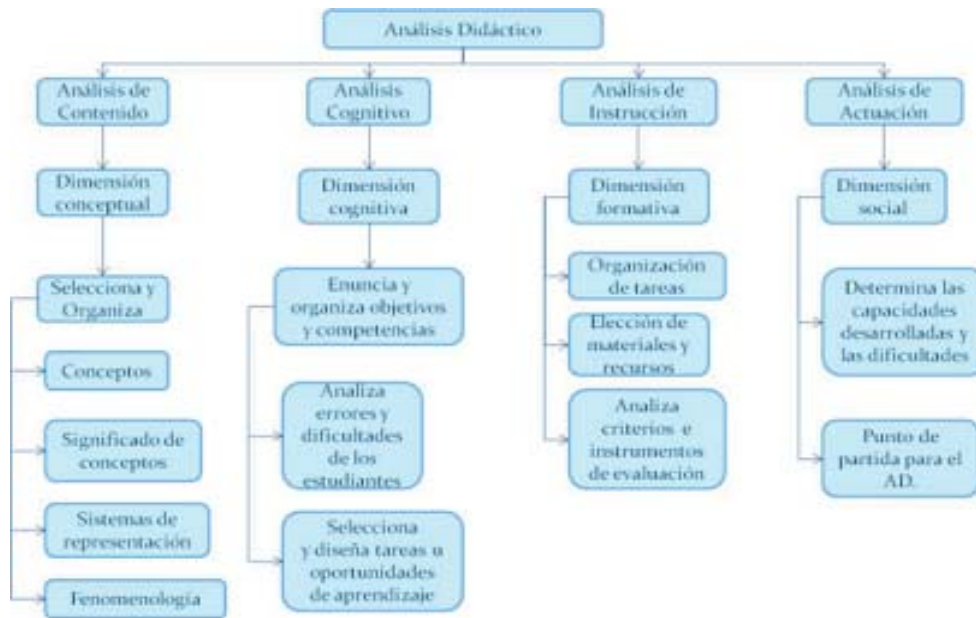 Análisis Didáctico
Análisis de
Contenido
Dimensión
conceptual
Selecciona y
Organiza
Conceptos
Significado de
conceptos
Sistemas de
representación
Fenomenología
Análisis
Cognitivo
Dimensión
cognitiva
Enuncia y
organiza objetivos
y competencias
Analiza
errores y
dificultades
de los
estudiantes
Selecciona
y diseña tareas u
oportunidades
de aprendizaje
Análisis de
Instrucción
Dimensión
formativa
Organización
de tareas
Elección de
materiales y
recursos
Analiza
criterios e
instrumentos
de evaluación
Análisis de
Actuación
Dimensión
social
Determina las
capacidades
desarrolladas y
las dificultades
Punto de
partida para el
AD.